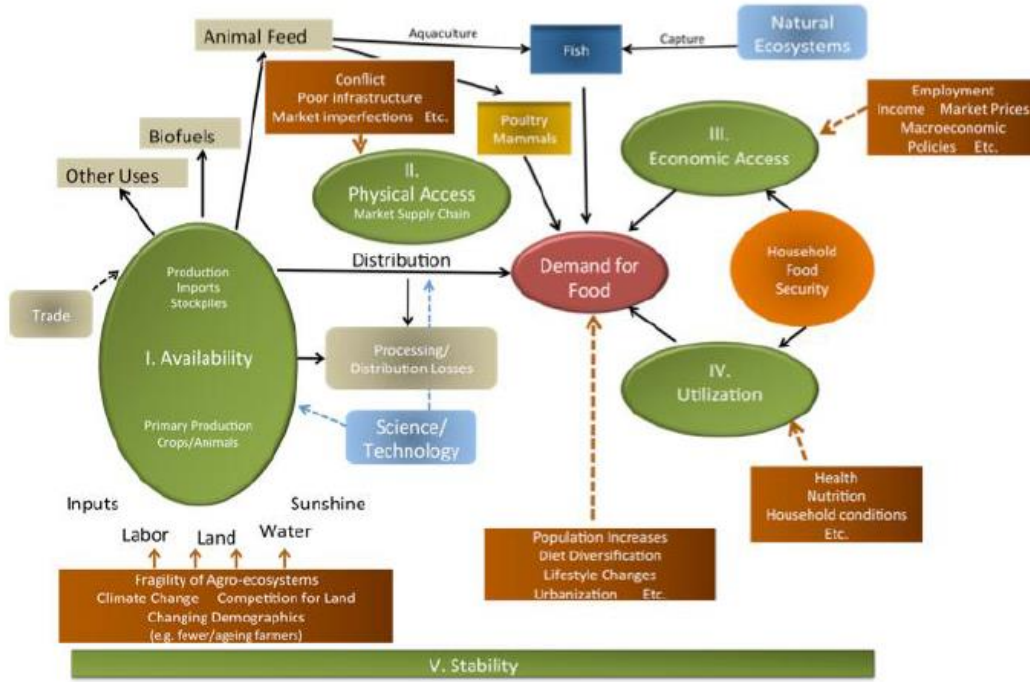 Animal Feed
Aquaculture
Fish
Capture
Natural
Ecosystems
Conflict
Poor infrastructure
Market imperfections Etc.
Poultry
Mammals
Employment
Income Market Prices
Macroeconomic
Policies Etc.
III.
Economic Access
Biofuels
Other Uses
II.
Physical Access
Market Supply Chain
Production
Imports
Stockpiles
Distribution
Demand for
Food
Household
Food
Security
Trade
I. Availability
Processing/
Distribution Losses
IV.
Utilization
Primary Production
Crops/Animals
Science/
Technology
Inputs
Sunshine
Labor
Land
Water
Health
Nutrition
Household conditions
Etc.
Population Increases
Diet Diversification
Lifestyle Changes
Urbanization Etc.
Fragility of Agro-ecosystems
Climate Change Competition for Land
Changing Demographics
(e.g. fewer/ageing farmers)
V. Stability